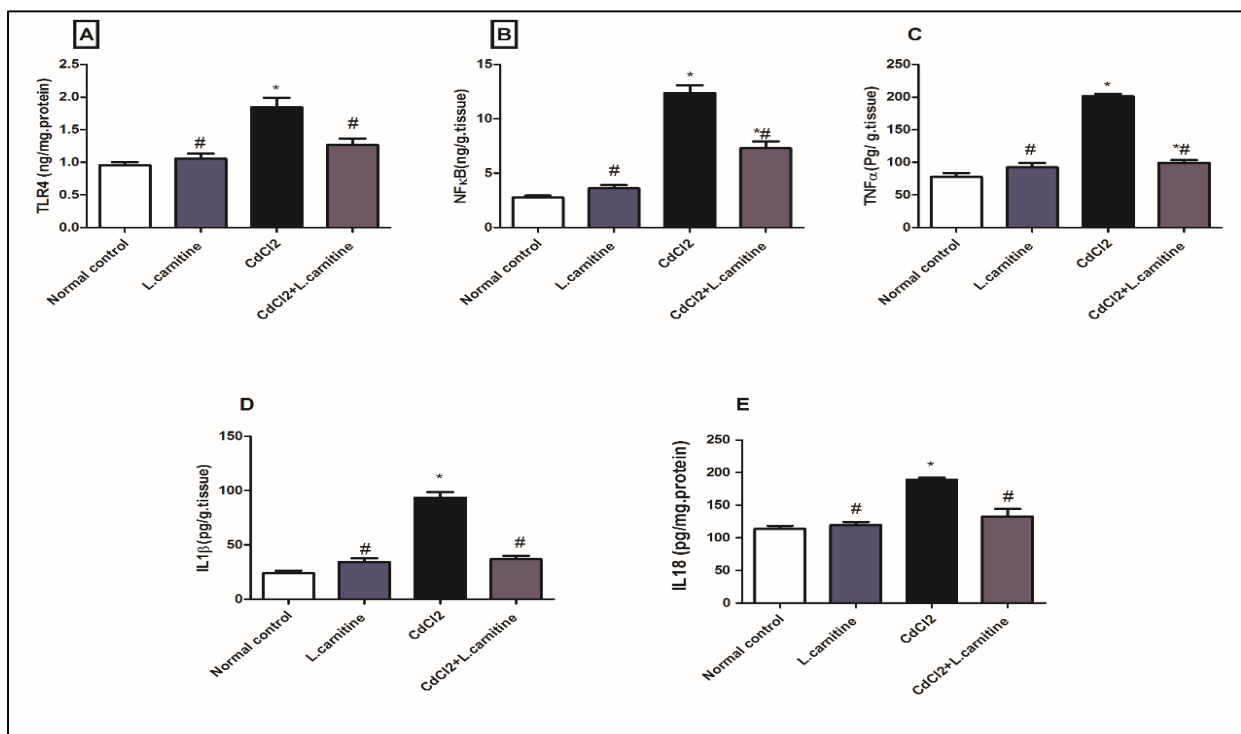 A
TLR4 (ng/mg.protein)
2.5
2.0
1.5
1.0
0.5
0.0
#
*
#
Normal control
L.carnitine
CdCl2
CdCl2+L.carnitine
B
NFκB(ng/g.tissue)
15
10
5
0
#
*
*#
Normal control
L.carnitine
CdCl2
CdCl2+L.carnitine
C
TNFα(Pg/ g.tissue)
250
200
150
100
50
0
#
*
*#
Normal control
L.carnitine
CdCl2
CdCl2+L.carnitine
D
IL1β(pg/g.tissue)
150
100
50
0
#
*
#
Normal control
L.carnitine
CdCl2
CdCl2+L.carnitine
E
IL18 (pg/mg.protein)
250
200
150
100
50
0
#
*
#
Normal control
L.carnitine
CdCl2
CdCl2+L.carnitine